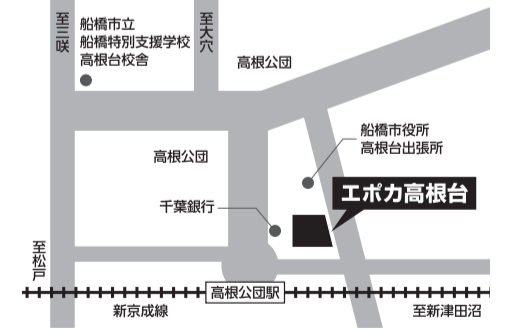 至三咲
船橋市立
船橋特別支援学校
高根台校舎
至大穴
高根公団
船橋市役所
高根台出張所
高根公団
エポカ高根台
千葉銀行
至松戸
高根公団駅
新京成線
至新津田沼